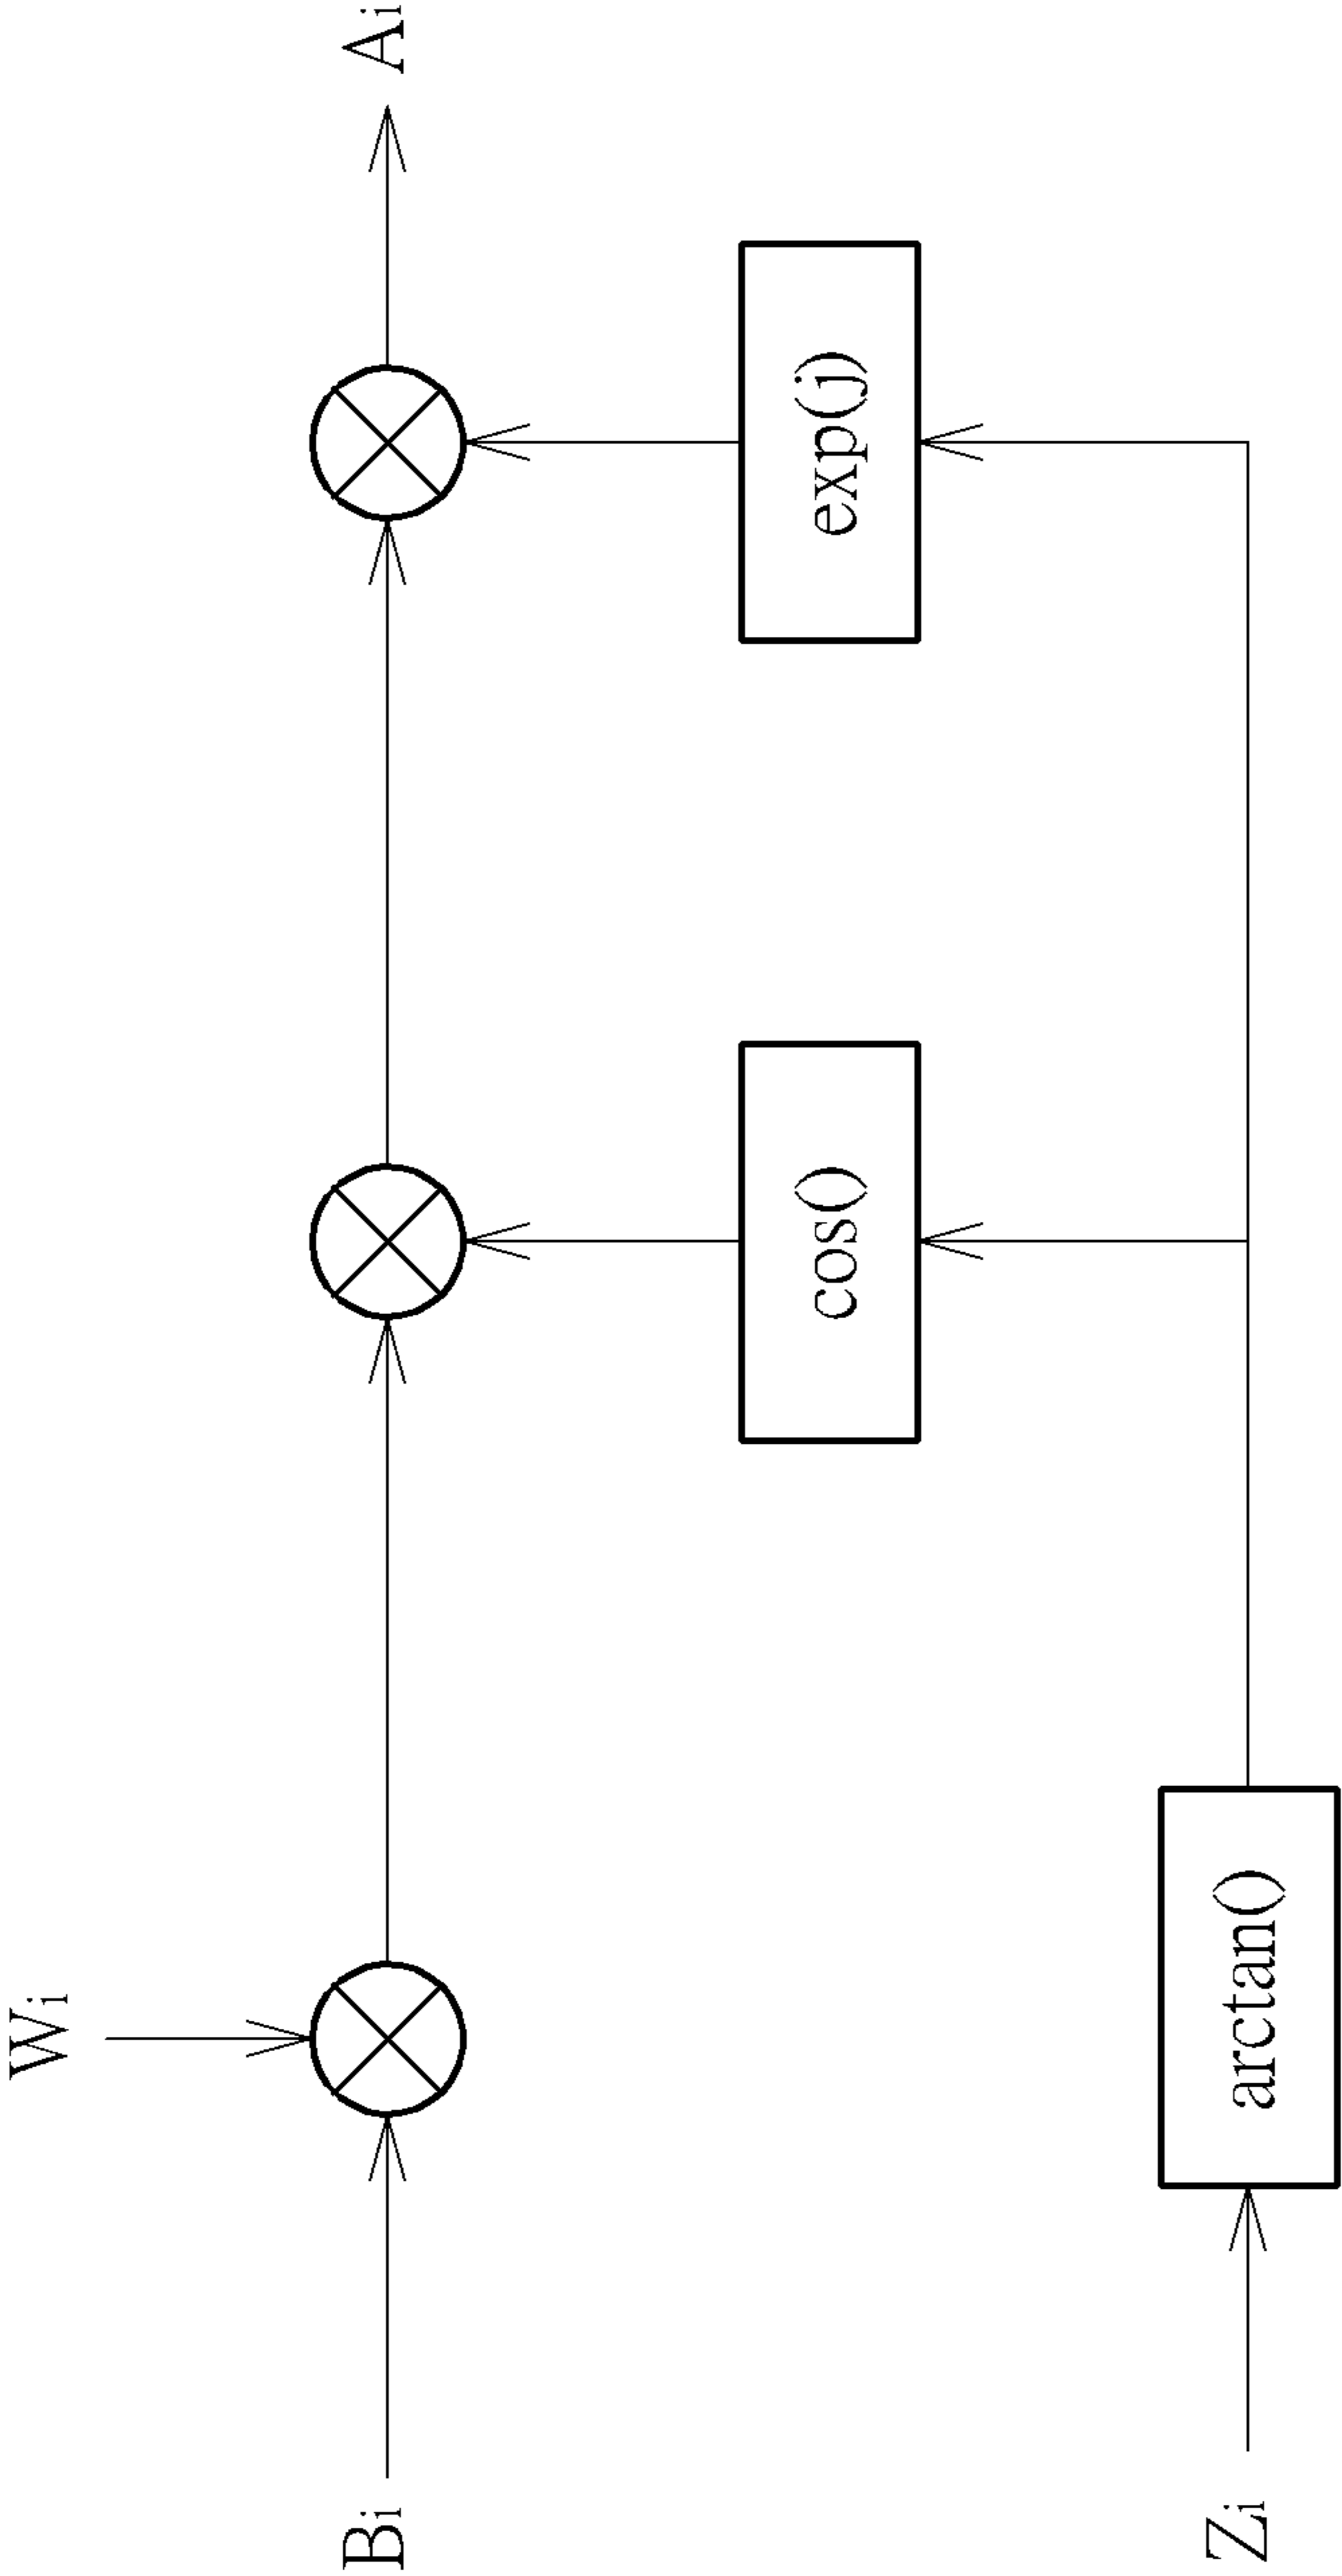 Wi
Bi
Ai
cos()
exp(j)
Zi
arctan()